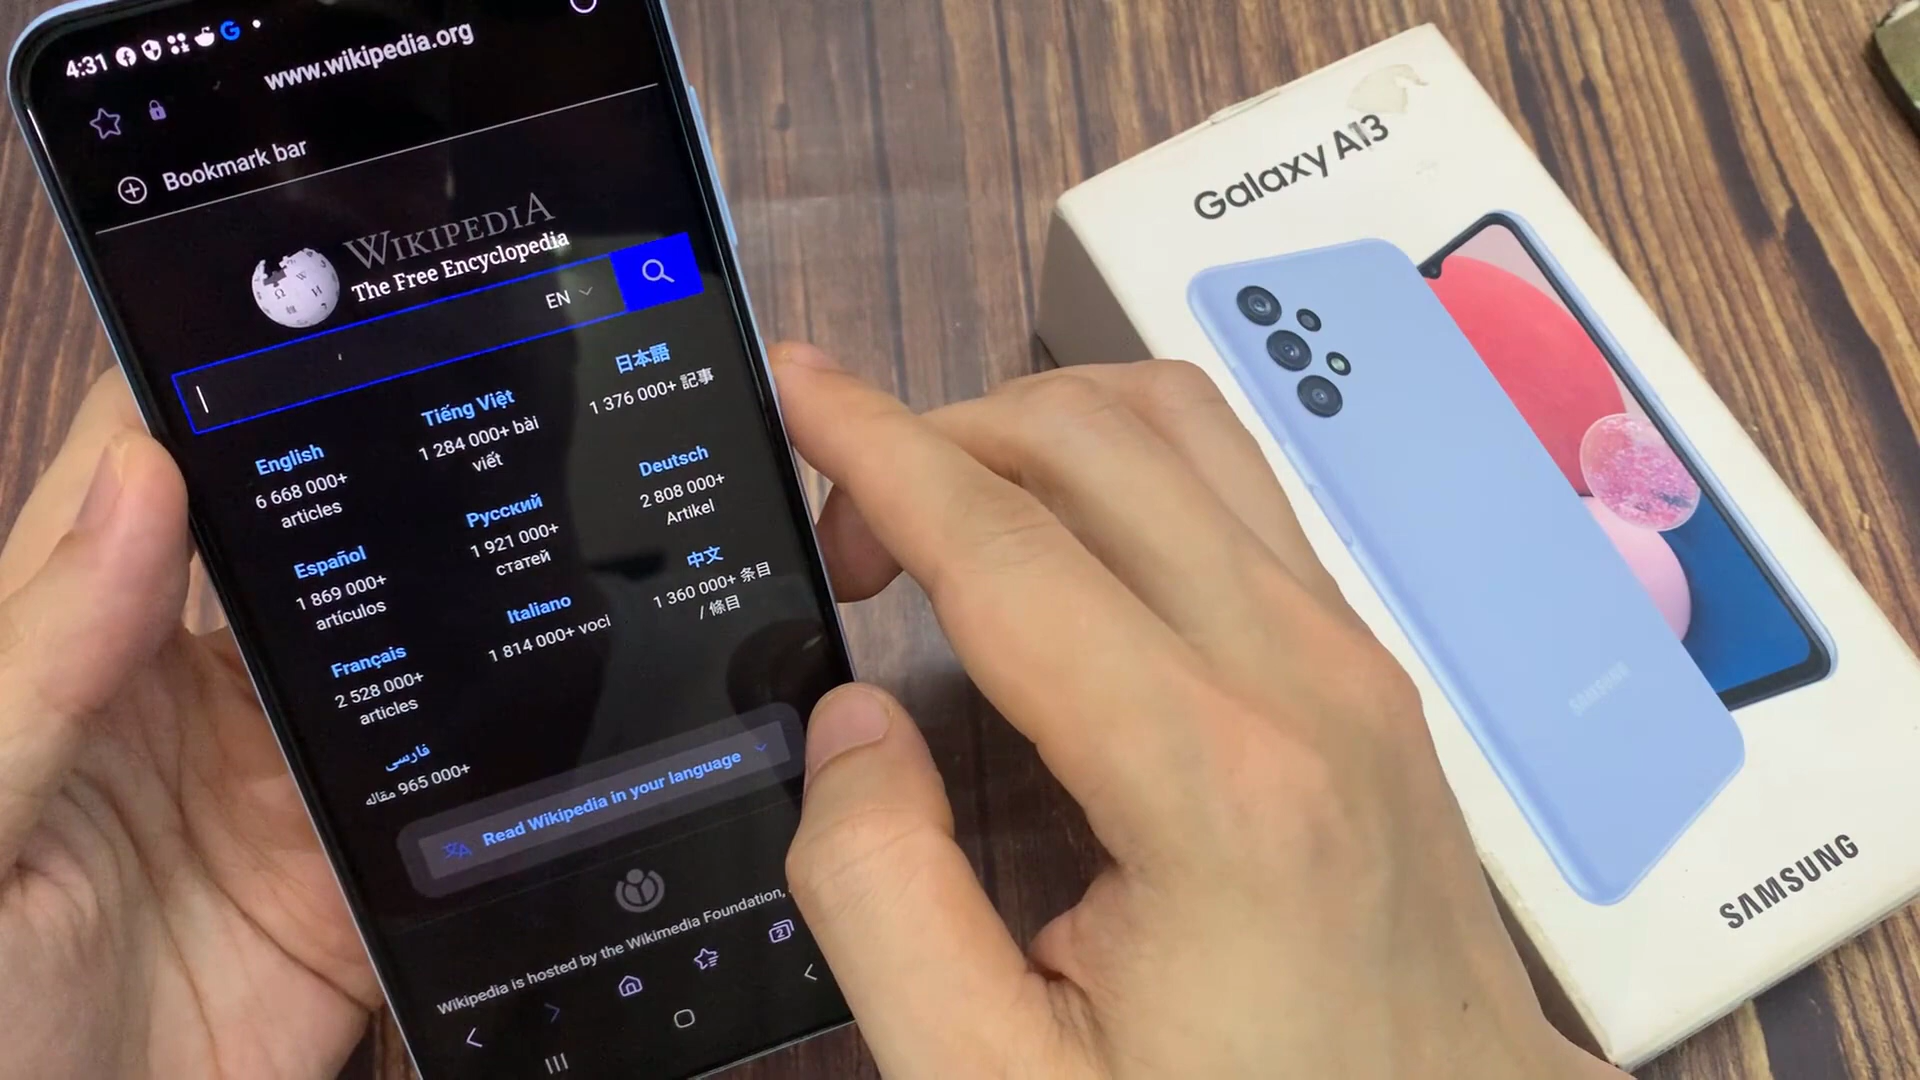 4:31
www.wikipedia.org
Bookmark bar
WIKIPEDIA
The Free Encyclopedia
EN
English
6 668 000+
articles
Tiếng Việt
1 284 000+ bài
viết
日本語
1 376 000+ 記事
Español
1 869 000+
artículos
Русский
1 921 000+
статей
Deutsch
2 808 000+
Artikel
Français
2 528 000+
articles
Italiano
1 814 000+ voci
中文
1 360 000+ 条目
/ 條目
فارسی
965 000+ مقاله
Read Wikipedia in your language
Wikipedia is hosted by the Wikimedia Foundation,
2
Galaxy A13
SAMSUNG
SAMSUNG